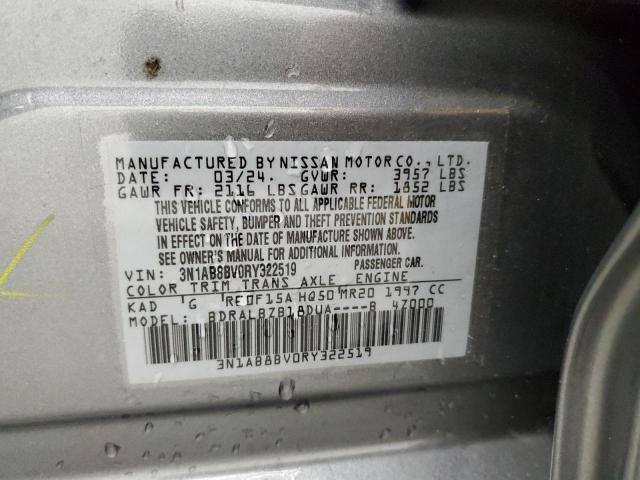 MANUFACTURED BY NISSAN MOTOR CO., LTD.
DATE: 03/24. GVWR: 3957 LBS
GAWR FR: 2116 LBS GAWR RR: 1852 LBS
THIS VEHICLE CONFORMS TO ALL APPLICABLE FEDERAL MOTOR
VEHICLE SAFETY, BUMPER AND THEFT PREVENTION STANDARDS
IN EFFECT ON THE DATE OF MANUFACTURE SHOWN ABOVE.
SEE OWNER'S MANUAL FOR ADDITIONAL INFORMATION.
VIN: 3N1AB8BV0RY322519 PASSENGER CAR.
COLOR TRIM TRANS AXLE ENGINE
KAD G RE0F15A HQ50 MR20 1997 CC
MODEL: BDRALBZB18DUA----B 47000
3N1AB8BV0RY322519